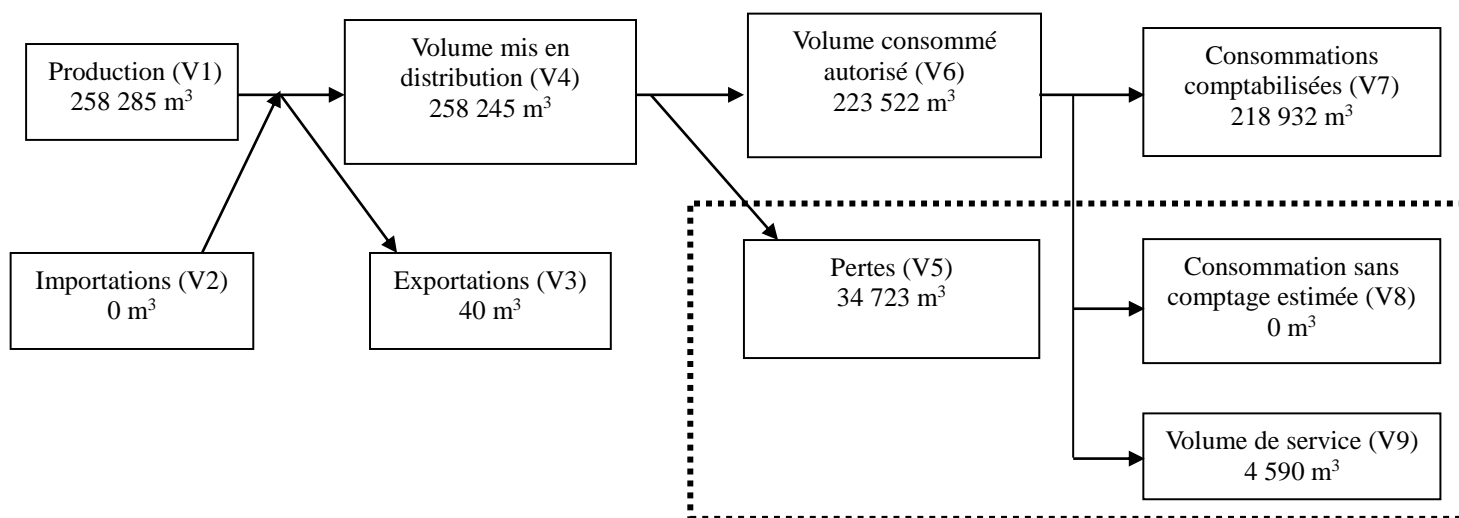 Production (V1)
258 285 m³
Volume mis en
distribution (V4)
258 245 m³
Volume consommé
autorisé (V6)
223 522 m³
Consommations
comptabilisées (V7)
218 932 m³
Importations (V2)
0 m³
Exportations (V3)
40 m³
Pertes (V5)
34 723 m³
Consommation sans
comptage estimée (V8)
0 m³
Volume de service (V9)
4 590 m³